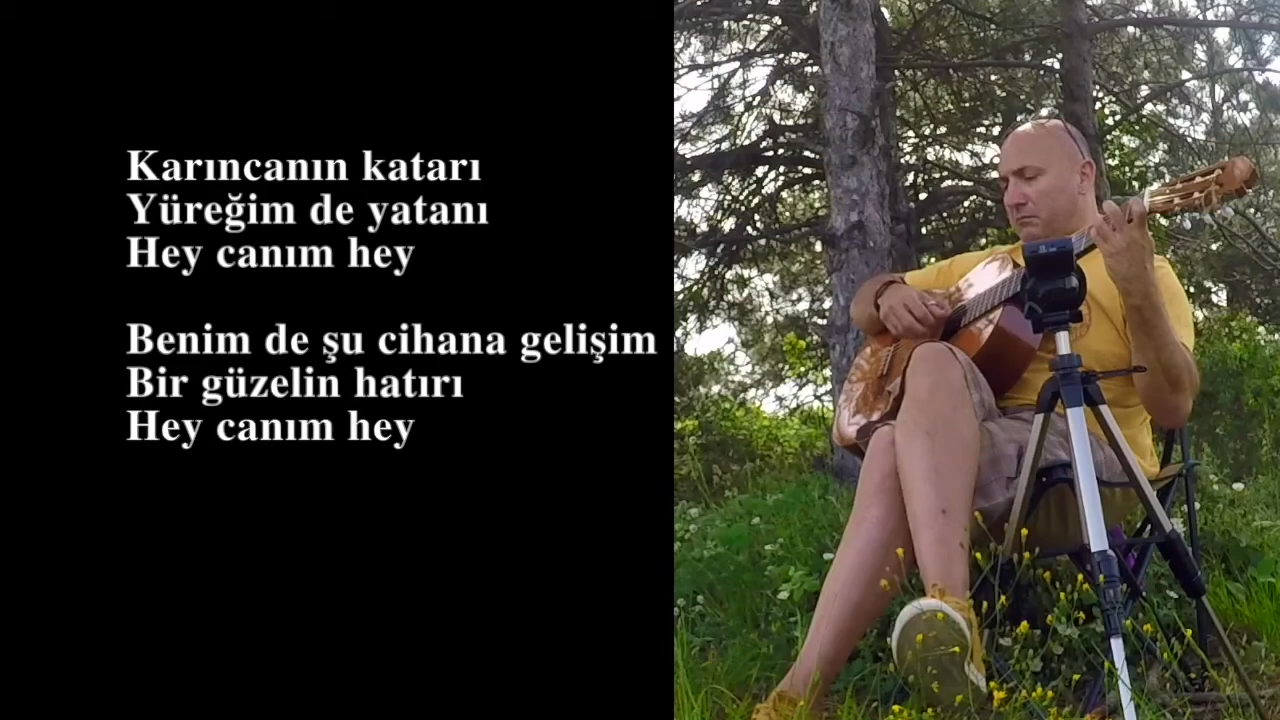 Karıncanın katarı
Yüreğim de yatanı
Hey canım hey
Benim de şu cihana gelişim
Bir güzelin hatırı
Hey canım hey